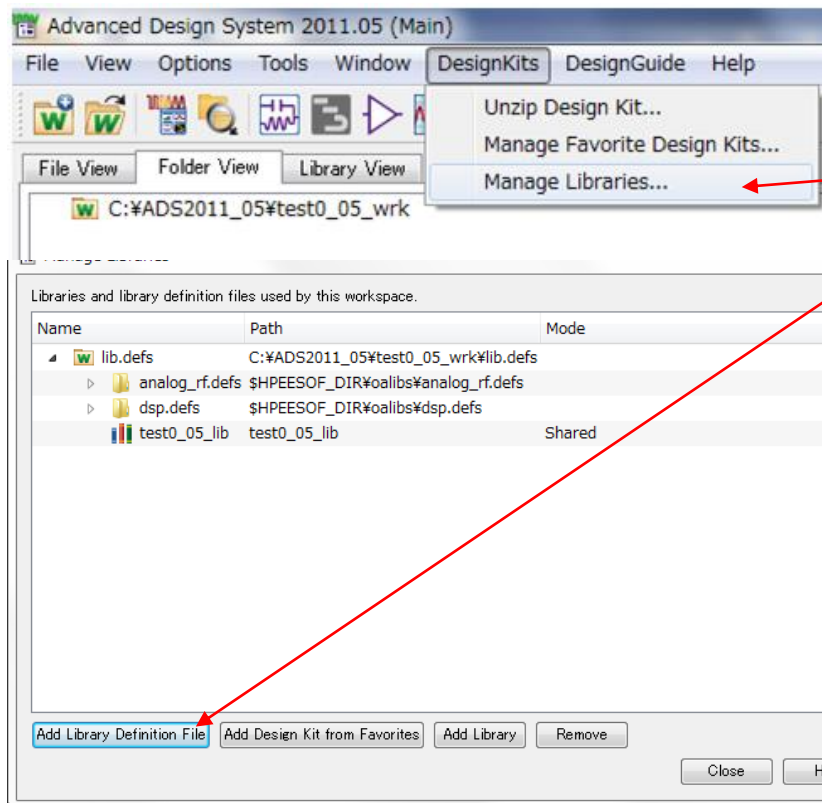 Advanced Design System 2011.05 (Main)
File View Options Tools Window DesignKits DesignGuide Help
Unzip Design Kit...
Manage Favorite Design Kits...
Manage Libraries...
File View Folder View Library View
C:¥ADS2011_05¥test0_05_wrk
Libraries and library definition files used by this workspace.
Name Path Mode
lib.defs C:¥ADS2011_05¥test0_05_wrk¥lib.defs
analog_rf.defs $HPEESOF_DIR¥oalibs¥analog_rf.defs
dsp.defs $HPEESOF_DIR¥oalibs¥dsp.defs
test0_05_lib test0_05_lib Shared
Add Library Definition File Add Design Kit from Favorites Add Library Remove
Close H